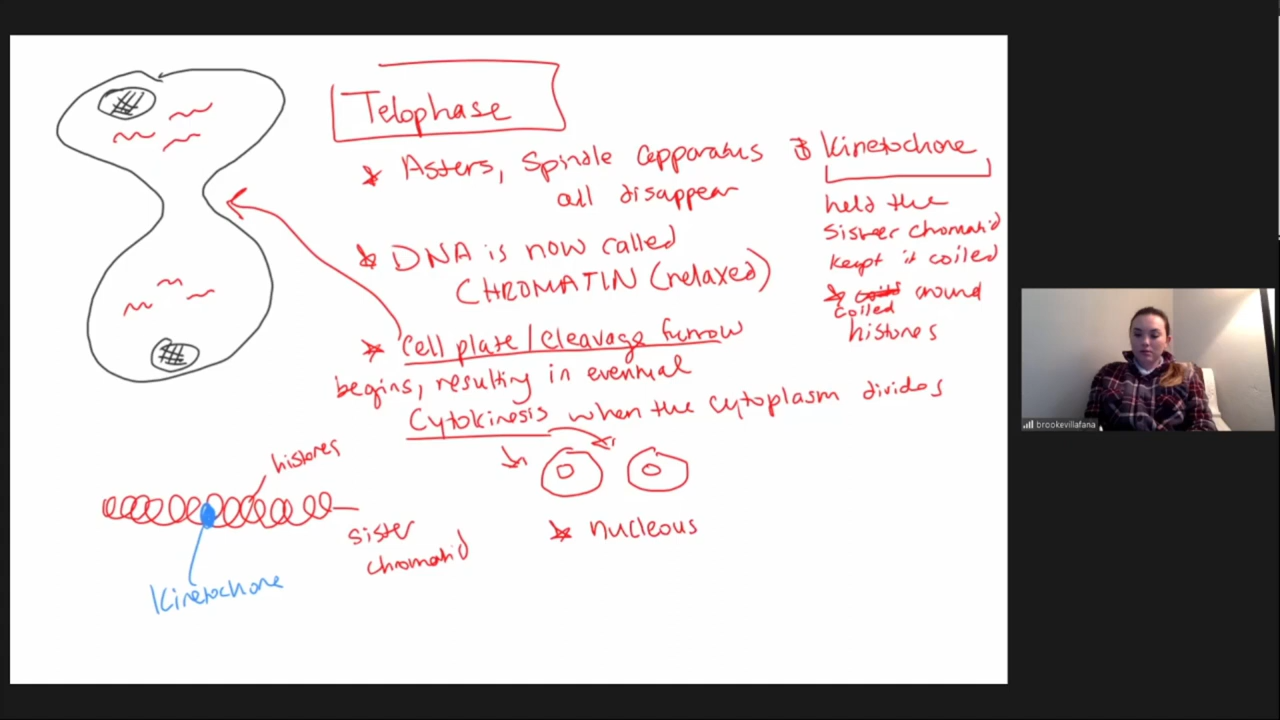 Telophase
* Asters, Spindle apparatus
all disappear
* DNA is now called
CHROMATIN (relaxed)
* Cell plate/cleavage furrow
begins, resulting in eventual
Cytokinesis when the cytoplasm divides
* nucleous
Kinetochore
held the
sister chromatid
kept it coiled
* coils around
coiled
histones
histones
sister
chromatid
Kinetochore
brookevillafana